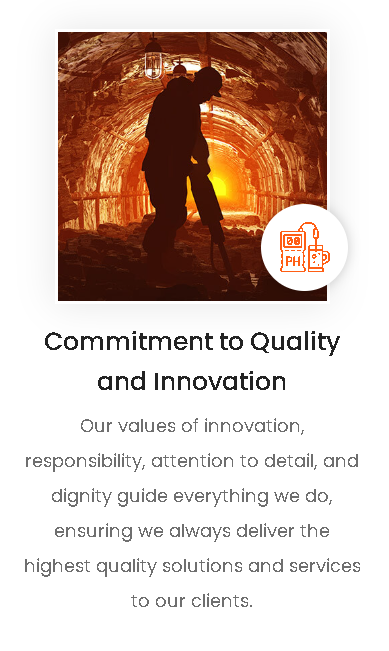 00
PH
Commitment to Quality
and Innovation
Our values of innovation,
responsibility, attention to detail, and
dignity guide everything we do,
ensuring we always deliver the
highest quality solutions and services
to our clients.